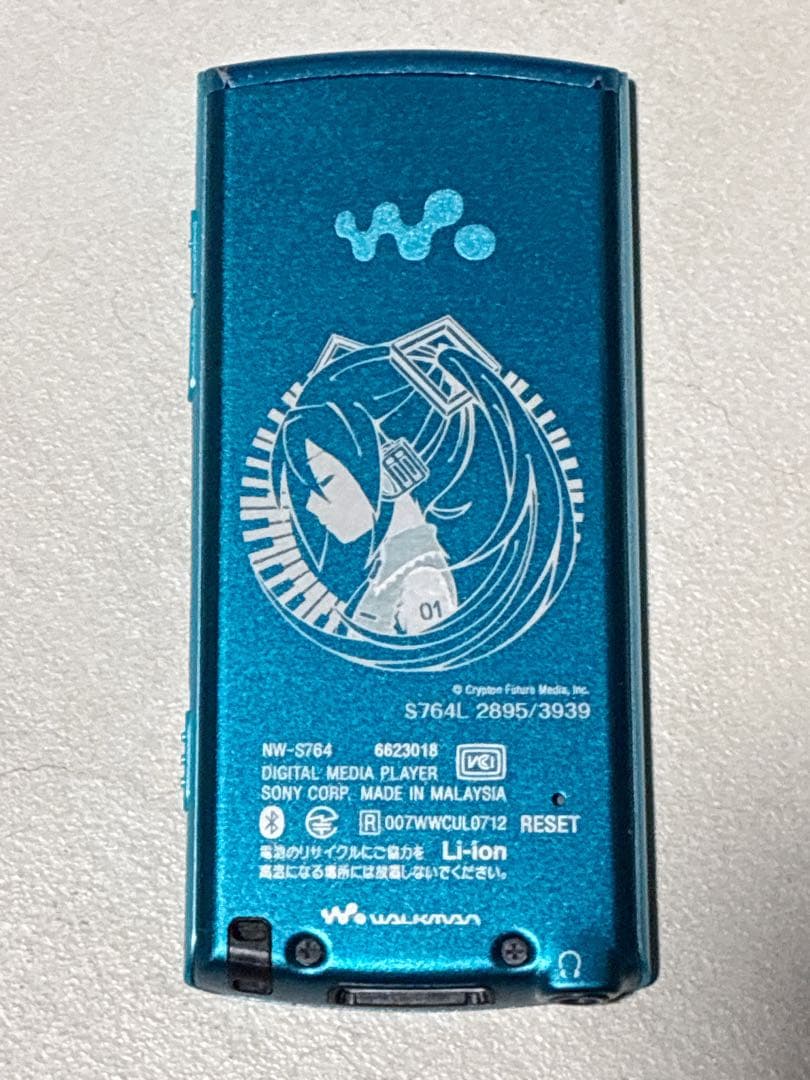 01
© Crypton Future Media, Inc.
S764L 2895/3939
NW-S764 6623018 VCI
DIGITAL MEDIA PLAYER
SONY CORP. MADE IN MALAYSIA
R 007WWCUL0712 RESET
電池のリサイクルにご協力を Li-ion
高温になる場所には放置しないでください。
W. WALKMAN